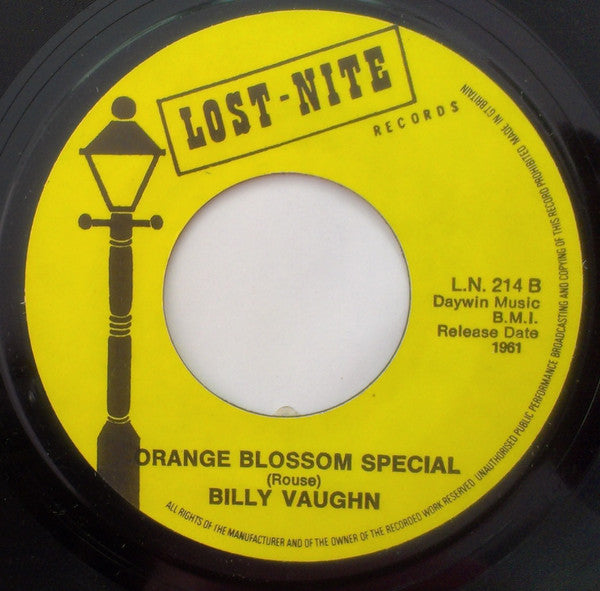 LOST-NITE
RECORDS
L.N. 214 B
Daywin Music
B.M.I.
Release Date
1961
ORANGE BLOSSOM SPECIAL
(Rouse)
BILLY VAUGHN
ALL RIGHTS OF THE MANUFACTURER AND OF THE OWNER OF THE RECORDED WORK RESERVED UNAUTHORISED PUBLIC PERFORMANCE BROADCASTING AND COPYING OF THIS RECORD PROHIBITED MADE IN GT BRITAIN